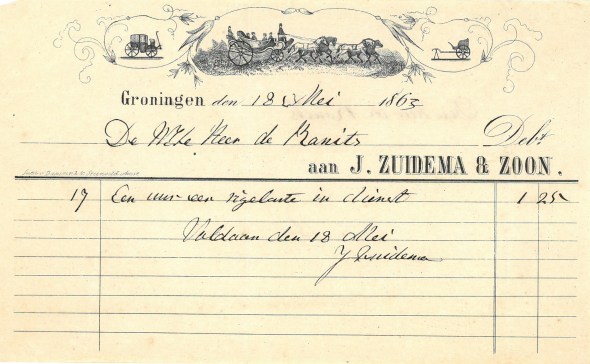 Groningen den 18 Mei 1863
De WEe Heer de Ranitz Debt
aan J. ZUIDEMA & ZOON.
17 Een uur een vigelante in dienst 1 25
Voldaan den 18 Mei
J Zuidema